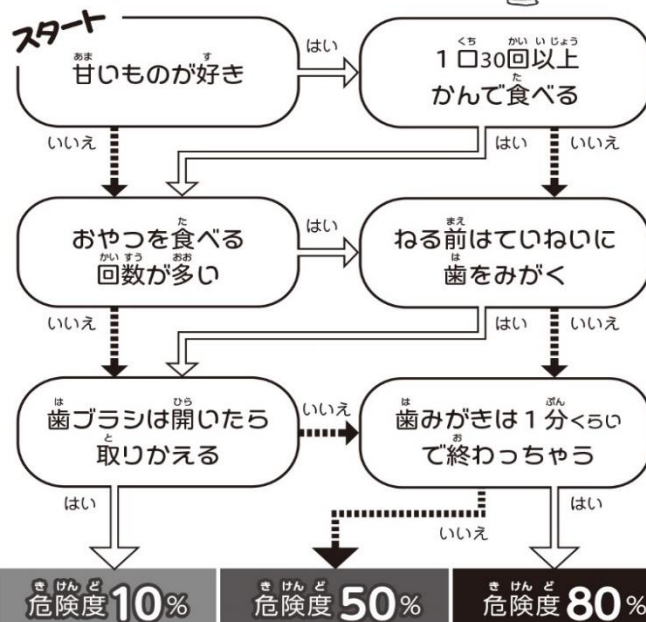 スタート
甘いものが好き
はい
1口30回以上
かんで食べる
いいえ
はい
いいえ
おやつを食べる
回数が多い
はい
ねる前はていねいに
歯をみがく
いいえ
はい
いいえ
歯ブラシは開いたら
取りかえる
いいえ
歯みがきは1分くらい
で終わっちゃう
はい
いいえ
はい
危険度10%
危険度50%
危険度80%